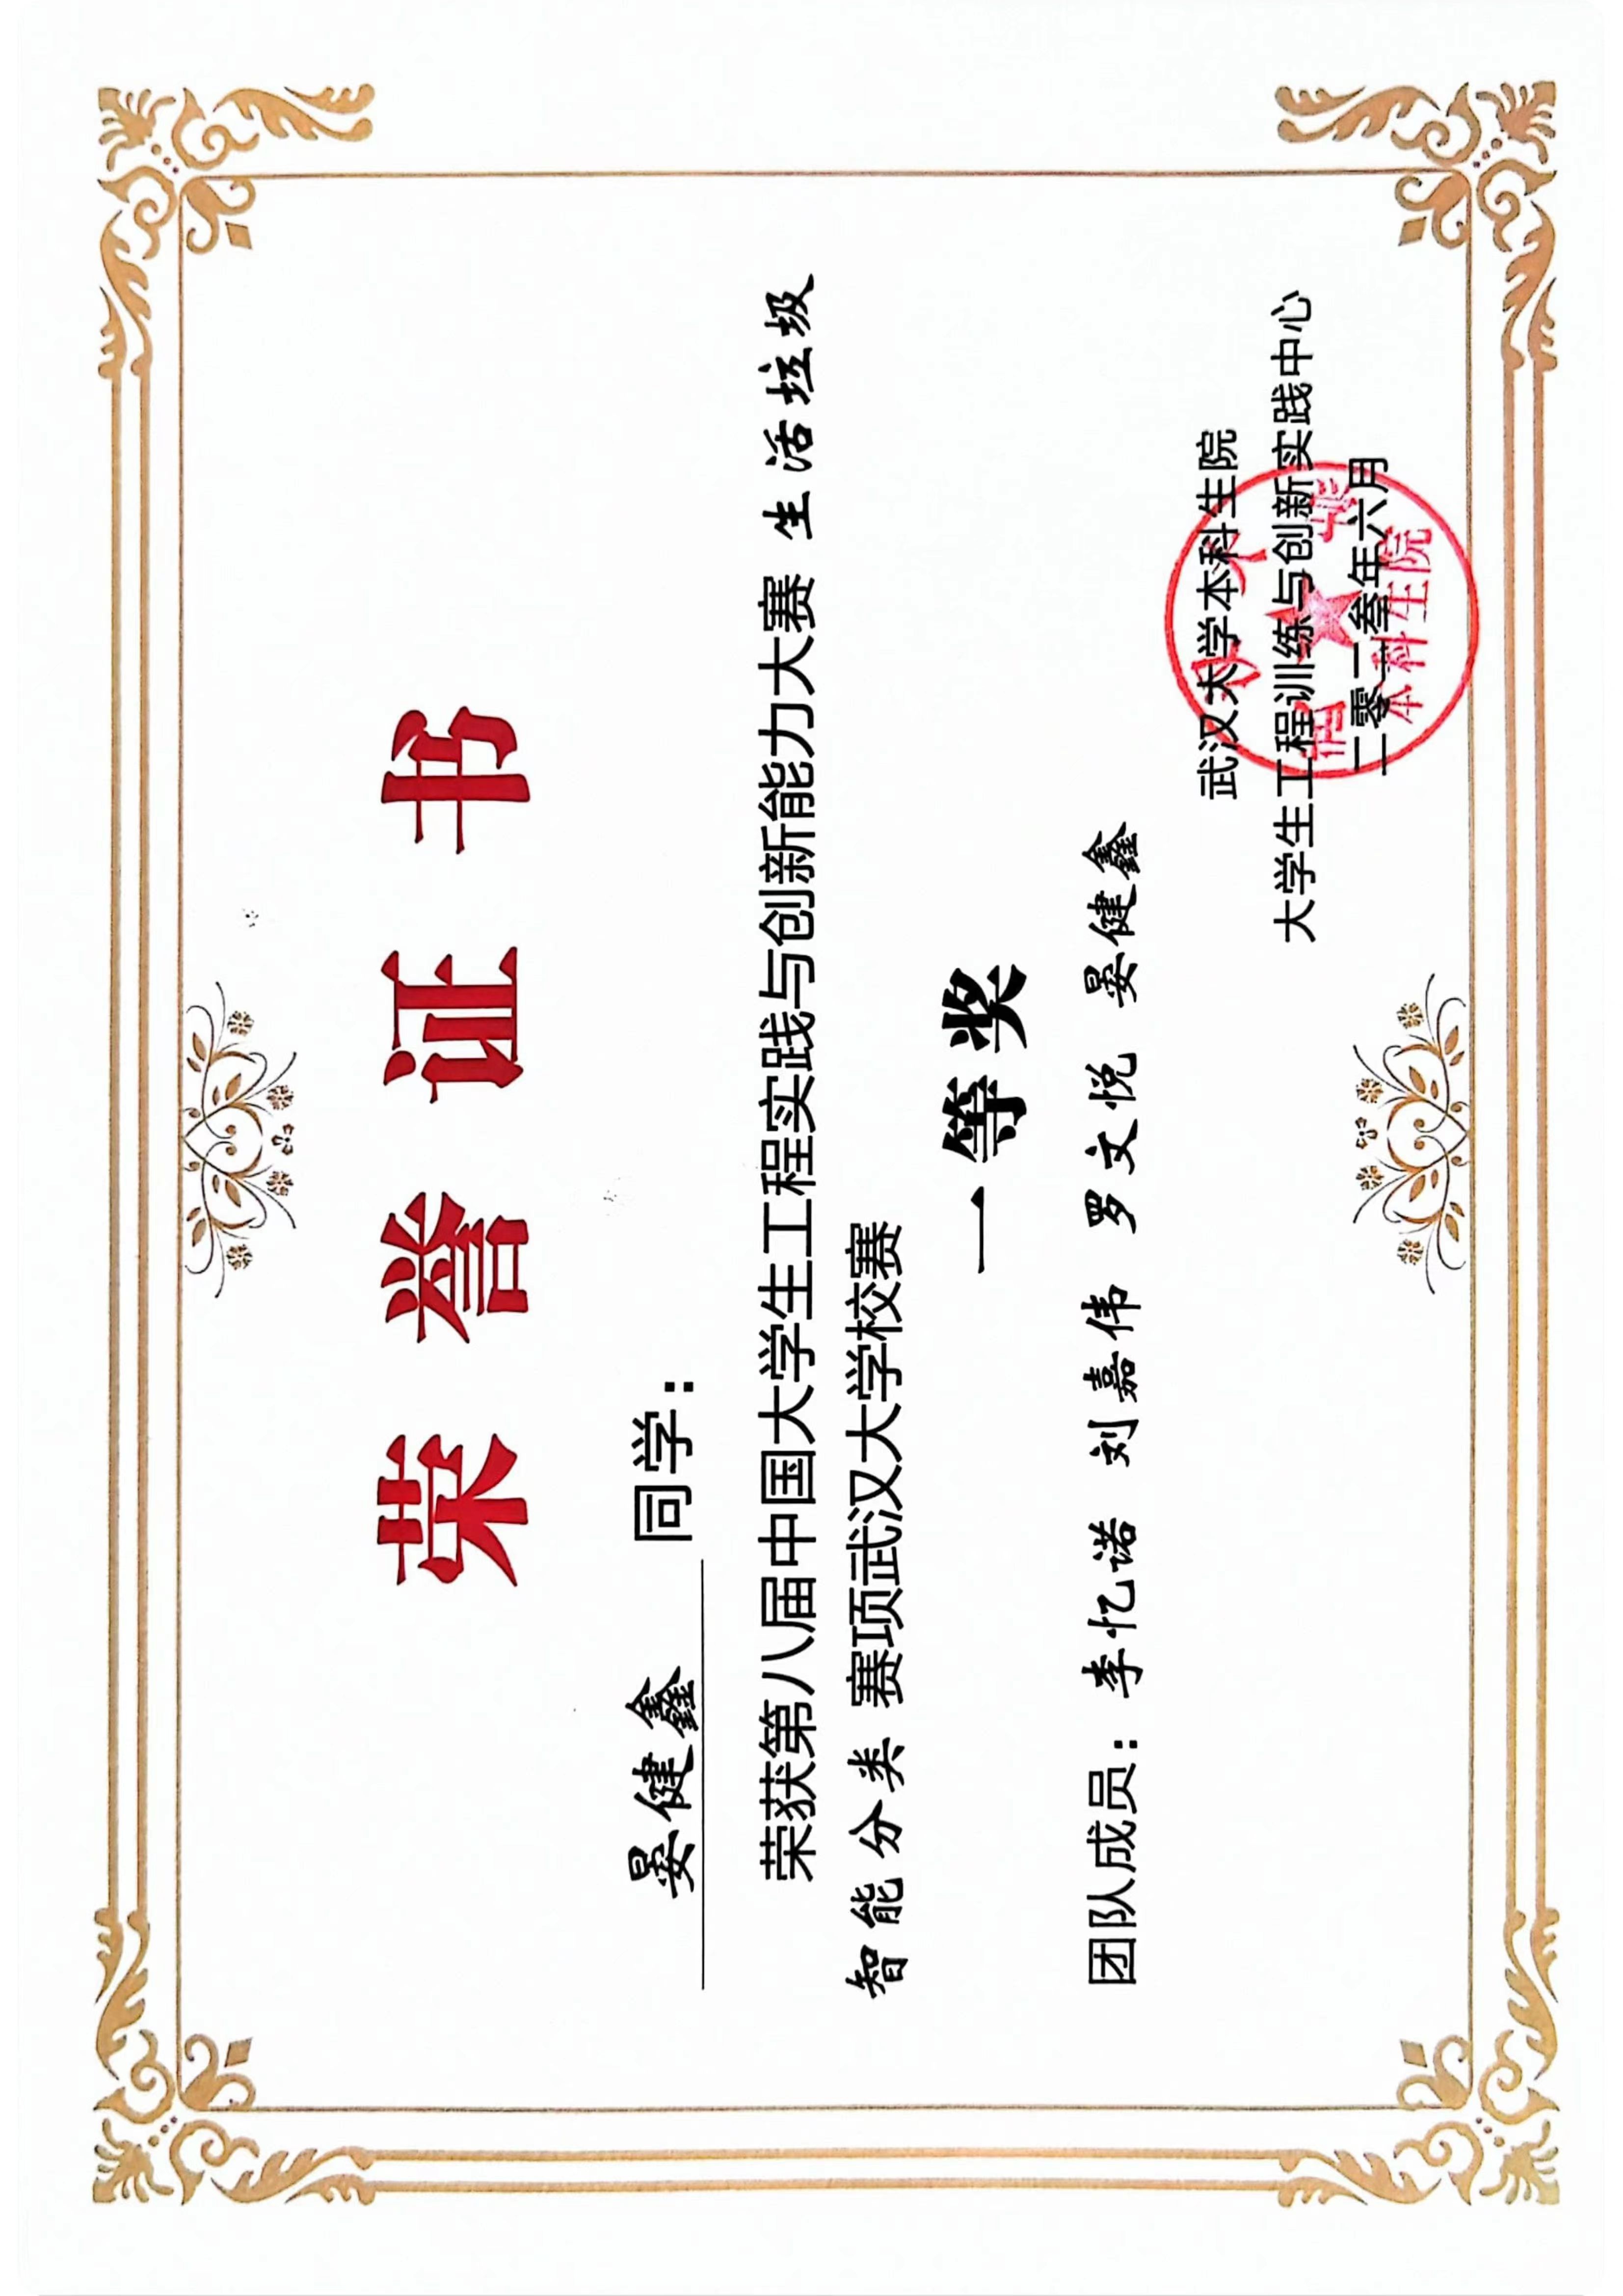 荣誉证书
晏健鑫 同学:
荣获第八届中国大学生工程实践与创新能力大赛 生活垃圾
智能分类 赛项武汉大学校赛
一等奖
团队成员:李忆诺 刘嘉伟 罗文悦 晏健鑫
武汉大学本科生院
大学生工程训练与创新实践中心
二零二叁年六月
本科生院